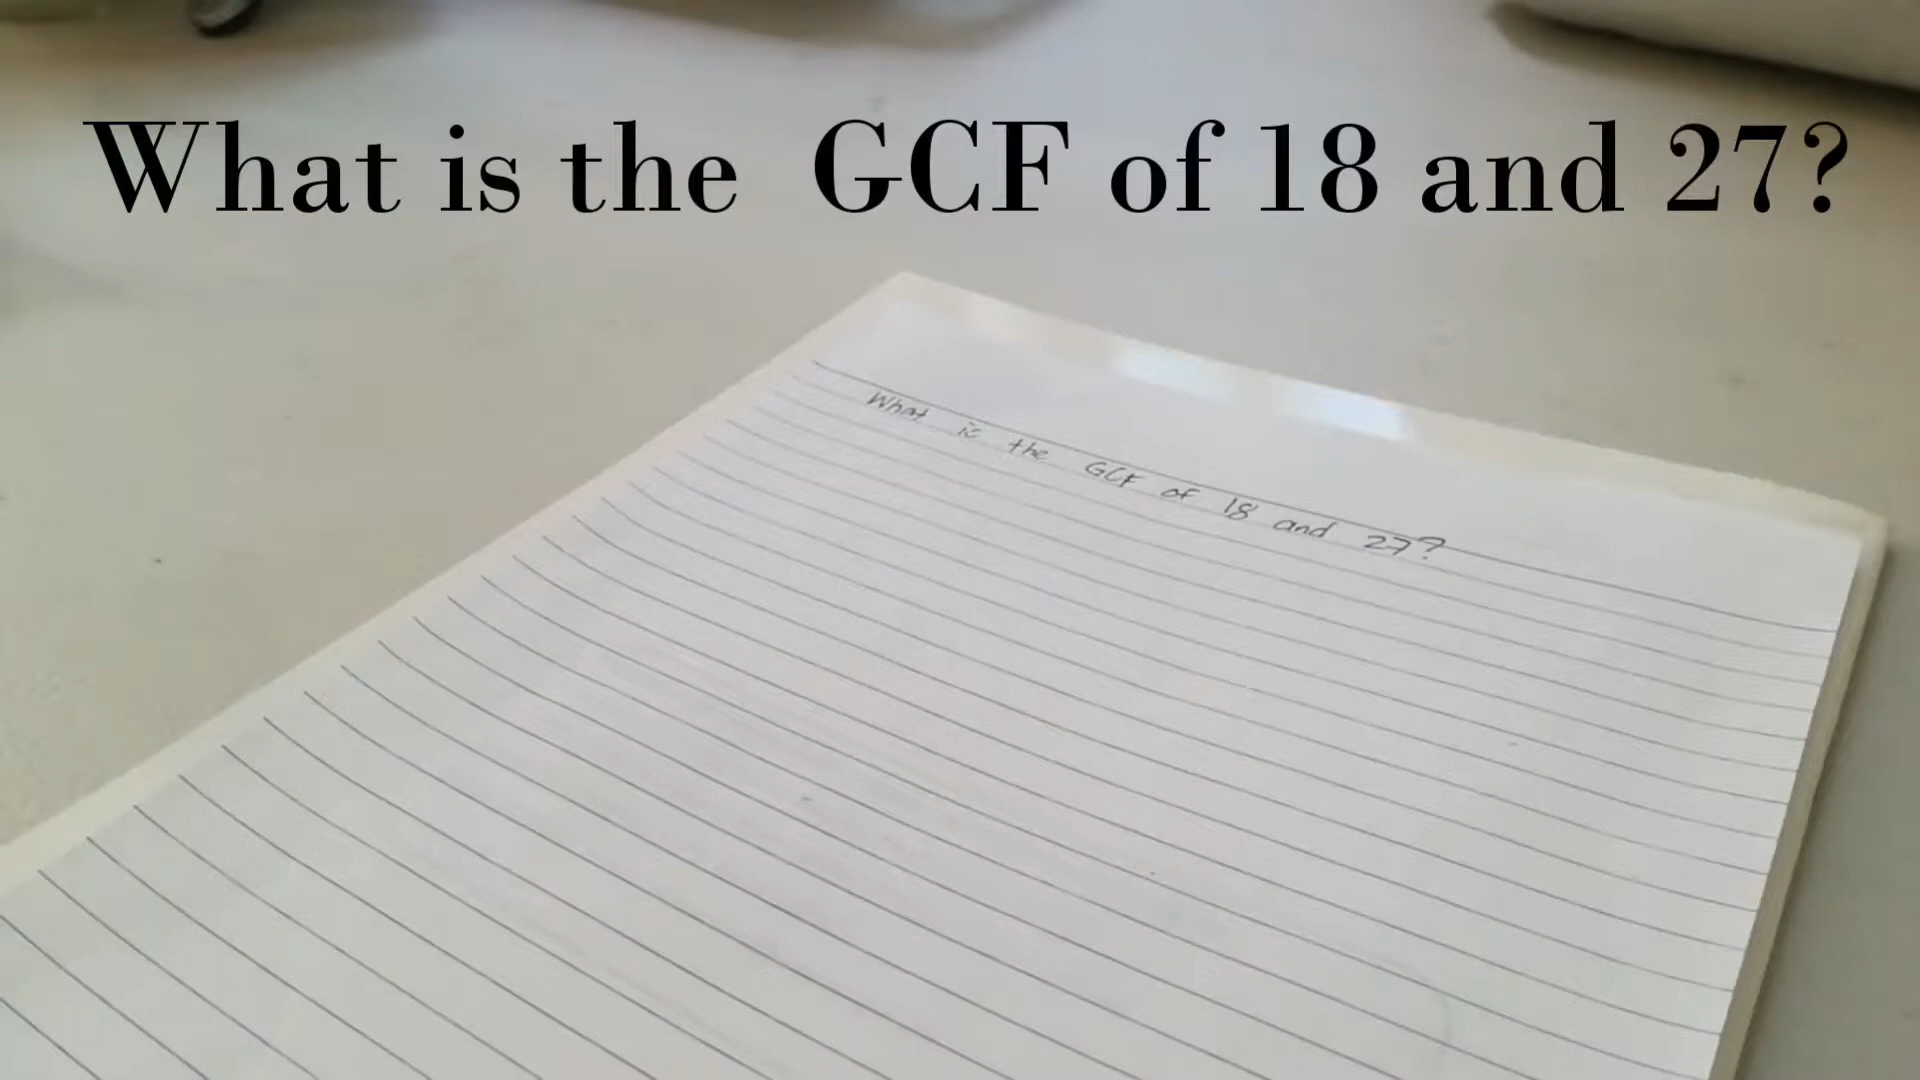 What is the GCF of 18 and 27?
What is the GCF of 18 and 27?